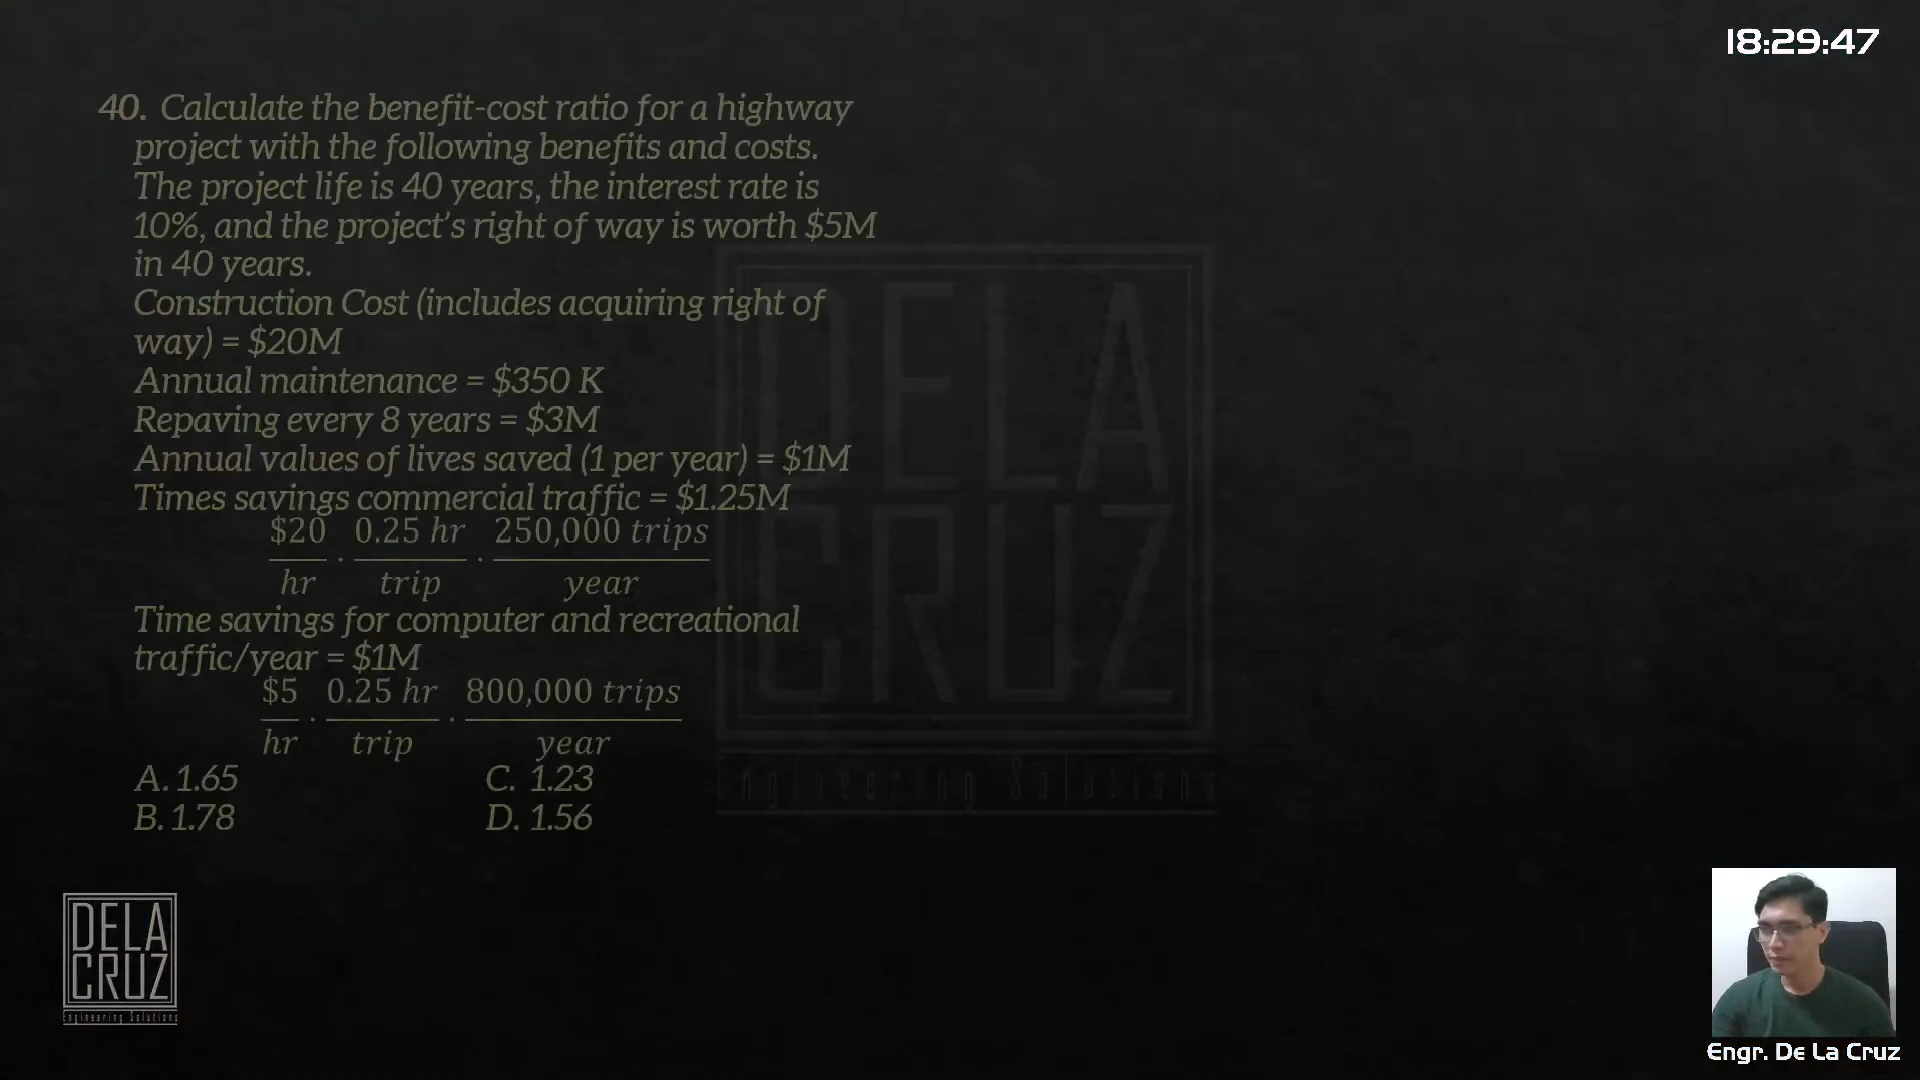 18:29:47
40. Calculate the benefit-cost ratio for a highway
project with the following benefits and costs.
The project life is 40 years, the interest rate is
10%, and the project's right of way is worth $5M
in 40 years.
Construction Cost (includes acquiring right of
way) = $20M
Annual maintenance = $350 K
Repaving every 8 years = $3M
Annual values of lives saved (1 per year) = $1M
Times savings commercial traffic = $1.25M
$20/hr · 0.25 hr/trip · 250,000 trips/year
Time savings for computer and recreational
traffic/year = $1M
$5/hr · 0.25 hr/trip · 800,000 trips/year
A. 1.65 C. 1.23
B. 1.78 D. 1.56
DELA
CRUZ
Engineering Solutions
DELA
CRUZ
Engineering Solutions
Engr. De La Cruz